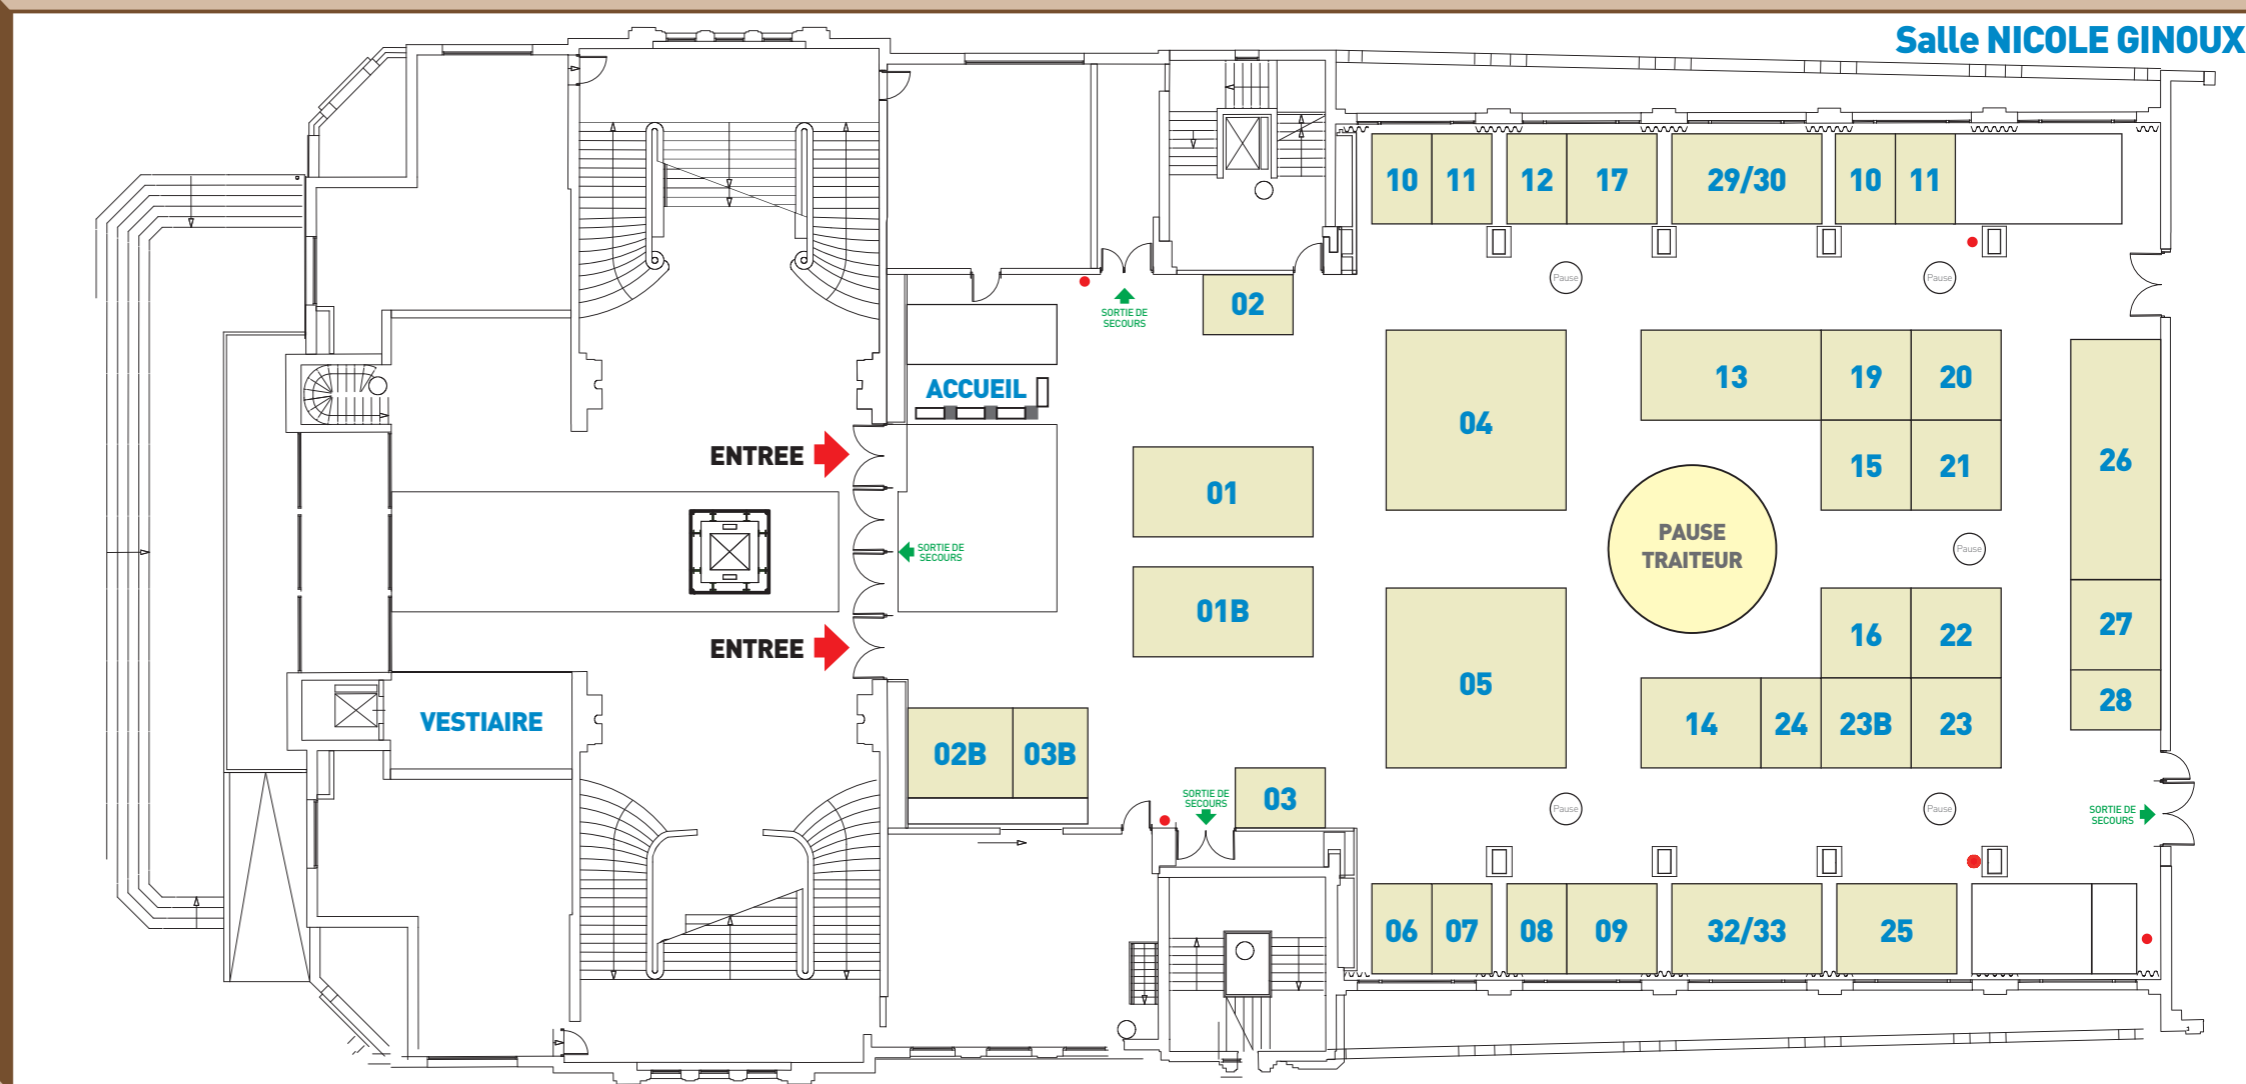 Salle NICOLE GINOUX
10 11 12 17 29/30 10 11
Pause Pause
02
SORTIE DE
SECOURS
13 19 20
ACCUEIL
04
ENTREE
15 21 26
01
PAUSE
TRAITEUR
SORTIE DE
SECOURS
Pause
01B
16 22 27
ENTREE
05
28
VESTIAIRE
14 24 23B 23
02B 03B
SORTIE DE
SECOURS
03
Pause Pause
SORTIE DE
SECOURS
06 07 08 09 32/33 25